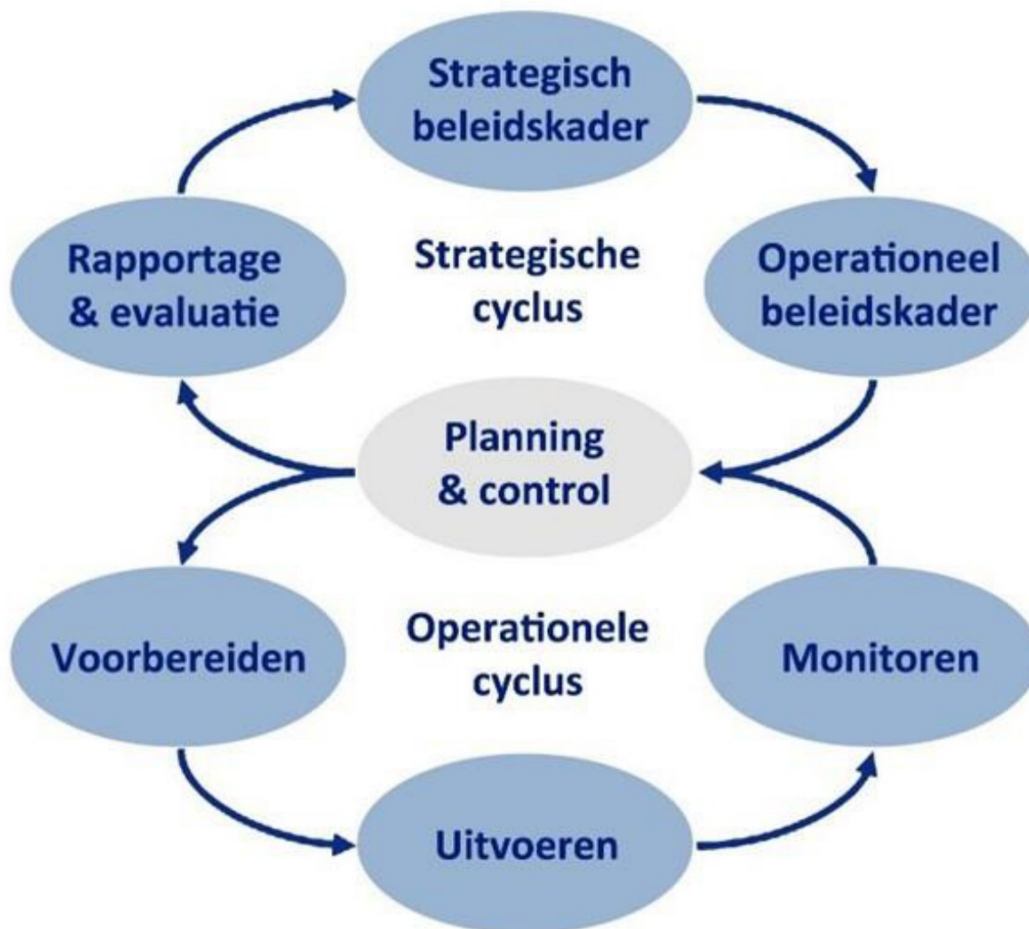 Strategisch
beleidskader
Rapportage
& evaluatie
Strategische
cyclus
Operationeel
beleidskader
Planning
& control
Voorbereiden
Operationele
cyclus
Monitoren
Uitvoeren